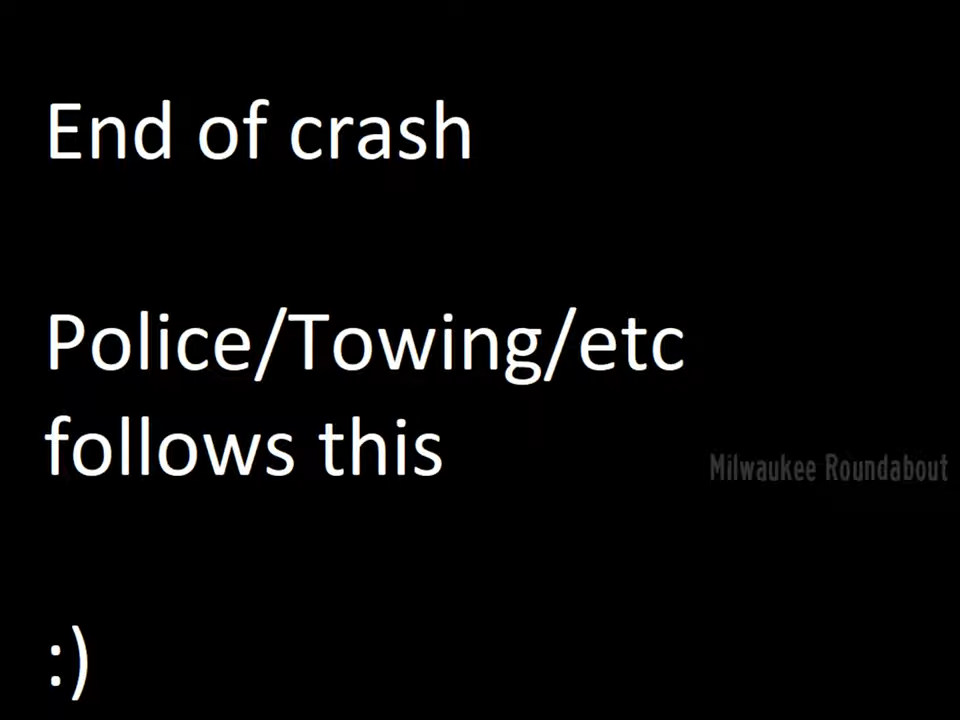 End of crash
Police/Towing/etc
follows this
Milwaukee Roundabout
:)